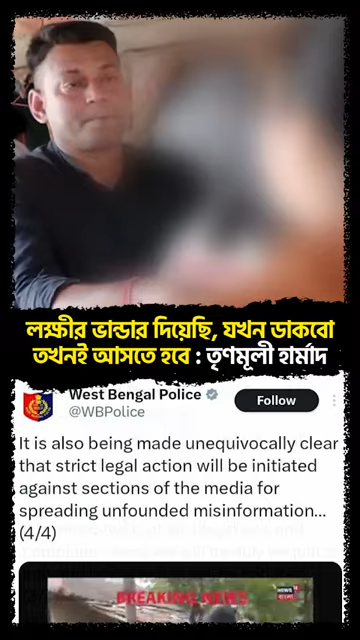 লক্ষীর ভান্ডার দিয়েছি, যখন ডাকবো
তখনই আসতে হবে : তৃণমূলী হার্মাদ
West Bengal Police
@WBPolice
Follow
It is also being made unequivocally clear
that strict legal action will be initiated
against sections of the media for
spreading unfounded misinformation...
(4/4)
BREAKING NEWS
NEWS 18
বাংলা